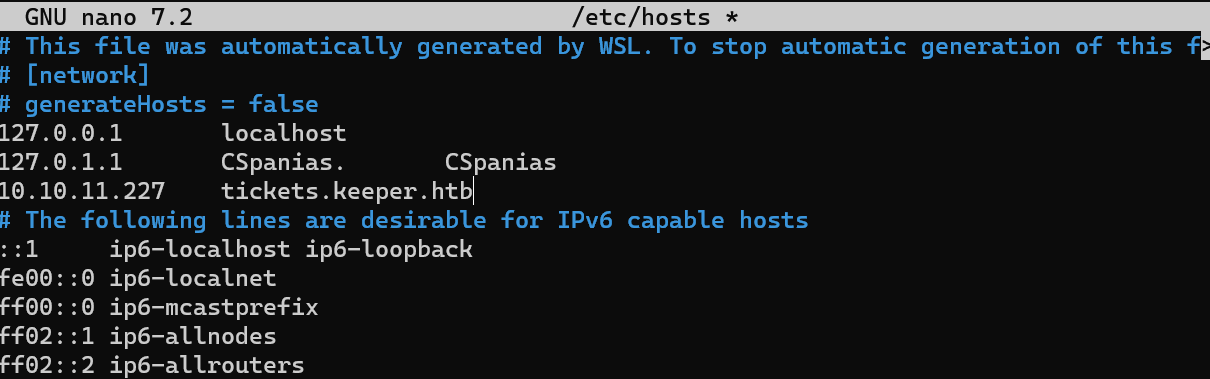 GNU nano 7.2 /etc/hosts *
# This file was automatically generated by WSL. To stop automatic generation of this f>
# [network]
# generateHosts = false
127.0.0.1 localhost
127.0.1.1 CSpanias. CSpanias
10.10.11.227 tickets.keeper.htb
# The following lines are desirable for IPv6 capable hosts
::1 ip6-localhost ip6-loopback
fe00::0 ip6-localnet
ff00::0 ip6-mcastprefix
ff02::1 ip6-allnodes
ff02::2 ip6-allrouters